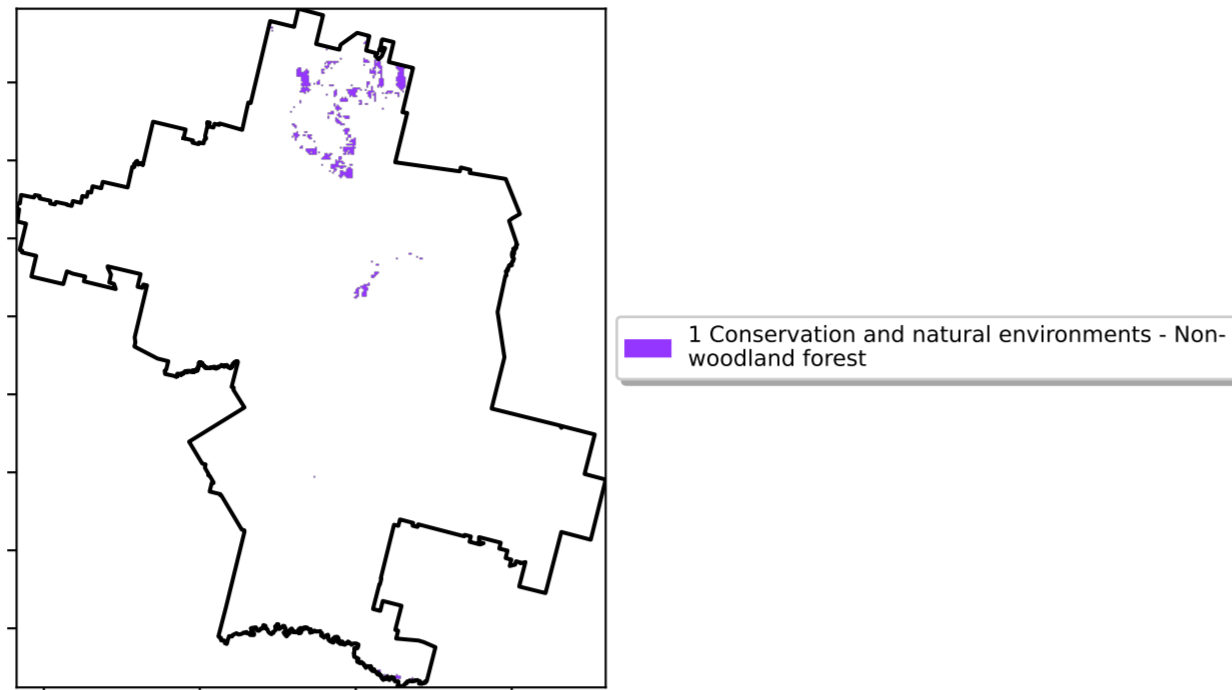 1 Conservation and natural environments - Non-
woodland forest